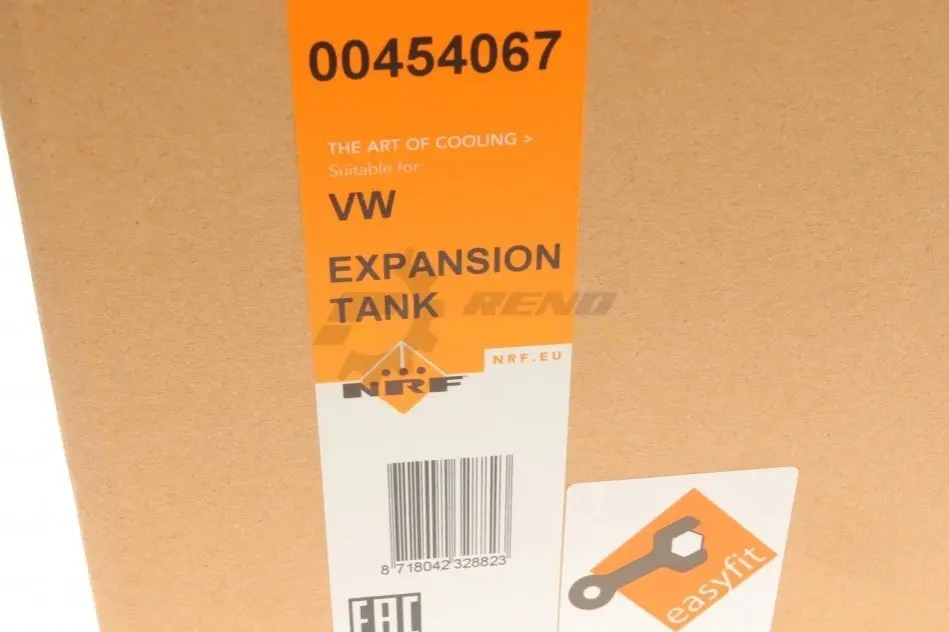 00454067
THE ART OF COOLING >
Suitable for:
VW
EXPANSION
TANK
RENO
NRF.EU
NRF
8 718042 328823
EAC
easyfit